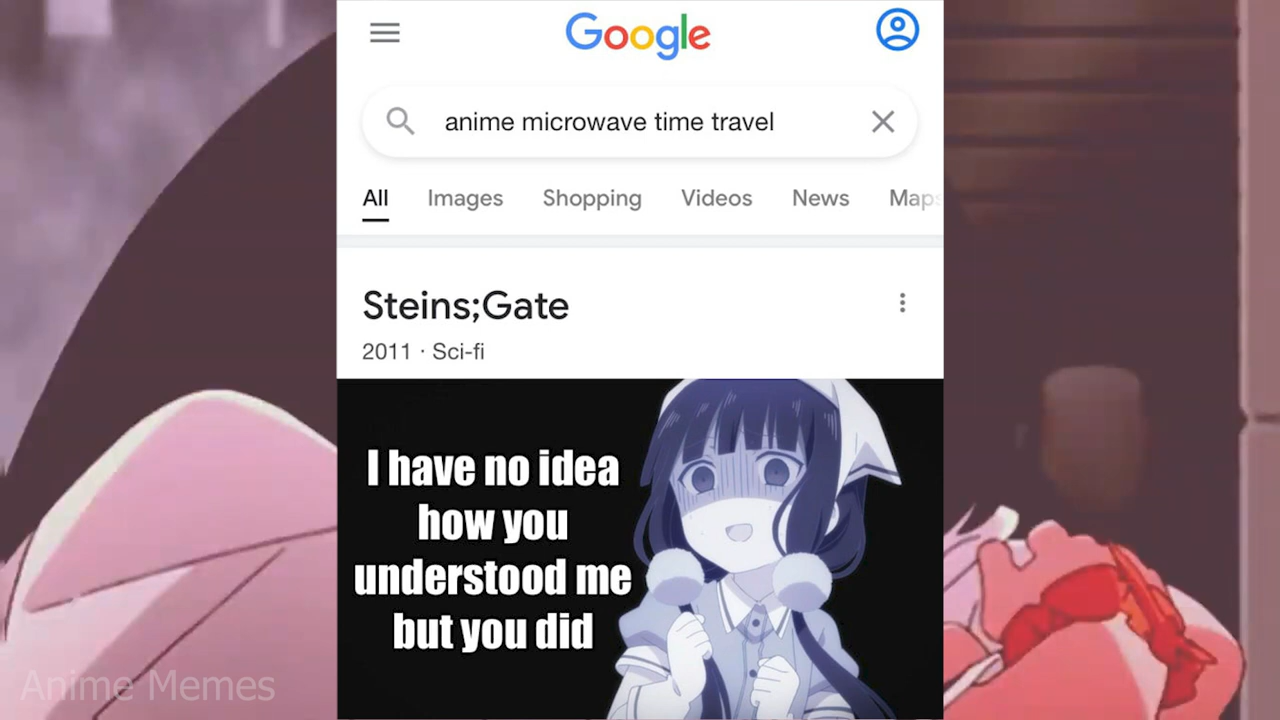 Google
anime microwave time travel
All Images Shopping Videos News Maps
Steins;Gate
2011 · Sci-fi
I have no idea
how you
understood me
but you did
Anime Memes